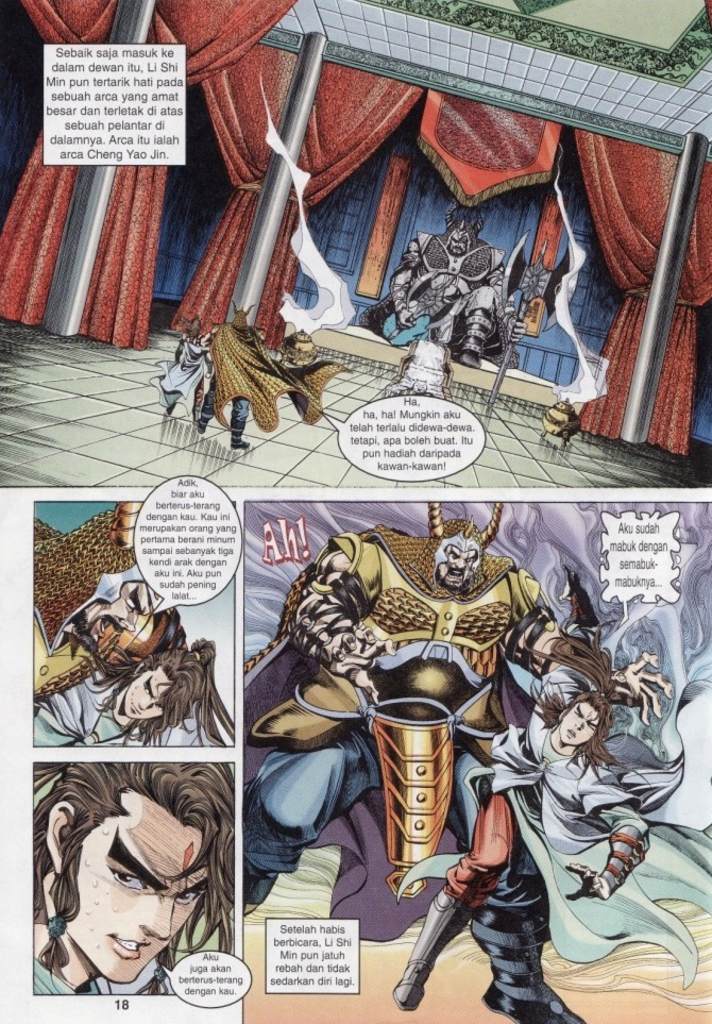 Sebaik saja masuk ke
dalam dewan itu, Li Shi
Min pun tertarik hati pada
sebuah arca yang amat
besar dan terletak di atas
sebuah pelantar di
dalamnya. Arca itu ialah
arca Cheng Yao Jin.
Ha,
ha, ha! Mungkin aku
telah terlalu didewa-dewa.
tetapi, apa boleh buat. Itu
pun hadiah daripada
kawan-kawan!
Adik,
biar aku
berterus-terang
dengan kau. Kau ini
merupakan orang yang
pertama berani minum
sampai sebanyak tiga
kendi arak dengan
aku ini. Aku pun
sudah pening
lalat...
Aku
juga akan
berterus-terang
dengan kau.
Ah!
Aku sudah
mabuk dengan
semabuk-
mabuknya...
Setelah habis
berbicara, Li Shi
Min pun jatuh
rebah dan tidak
sedarkan diri lagi.
18